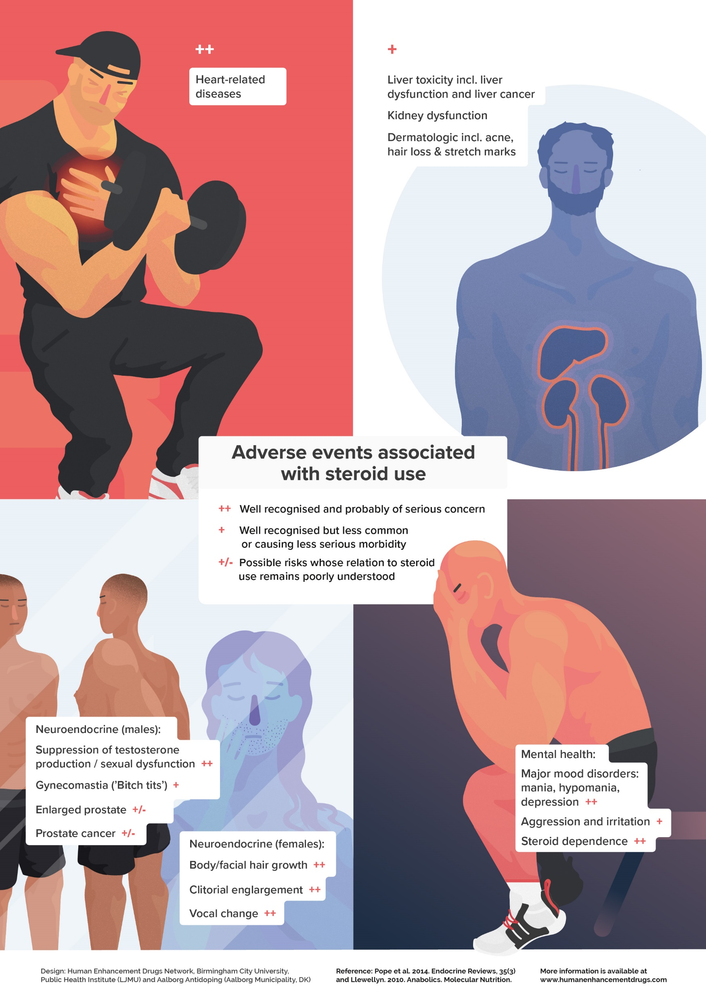 ++
Heart-related
diseases
+
Liver toxicity incl. liver
dysfunction and liver cancer
Kidney dysfunction
Dermatologic incl. acne,
hair loss & stretch marks
Adverse events associated
with steroid use
++ Well recognised and probably of serious concern
+ Well recognised but less common
or causing less serious morbidity
+/- Possible risks whose relation to steroid
use remains poorly understood
Neuroendocrine (males):
Suppression of testosterone
production / sexual dysfunction ++
Gynecomastia ('Bitch tits') +
Enlarged prostate +/-
Prostate cancer +/-
Neuroendocrine (females):
Body/facial hair growth ++
Clitorial englargement ++
Vocal change ++
Mental health:
Major mood disorders:
mania, hypomania,
depression ++
Aggression and irritation +
Steroid dependence ++
Design: Human Enhancement Drugs Network, Birmingham City University,
Public Health Institute (LJMU) and Aalborg Antidoping (Aalborg Municipality, DK)
Reference: Pope et al. 2014. Endocrine Reviews, 35(3)
and Llewellyn. 2010. Anabolics. Molecular Nutrition.
More information is available at
www.humanenhancementdrugs.com